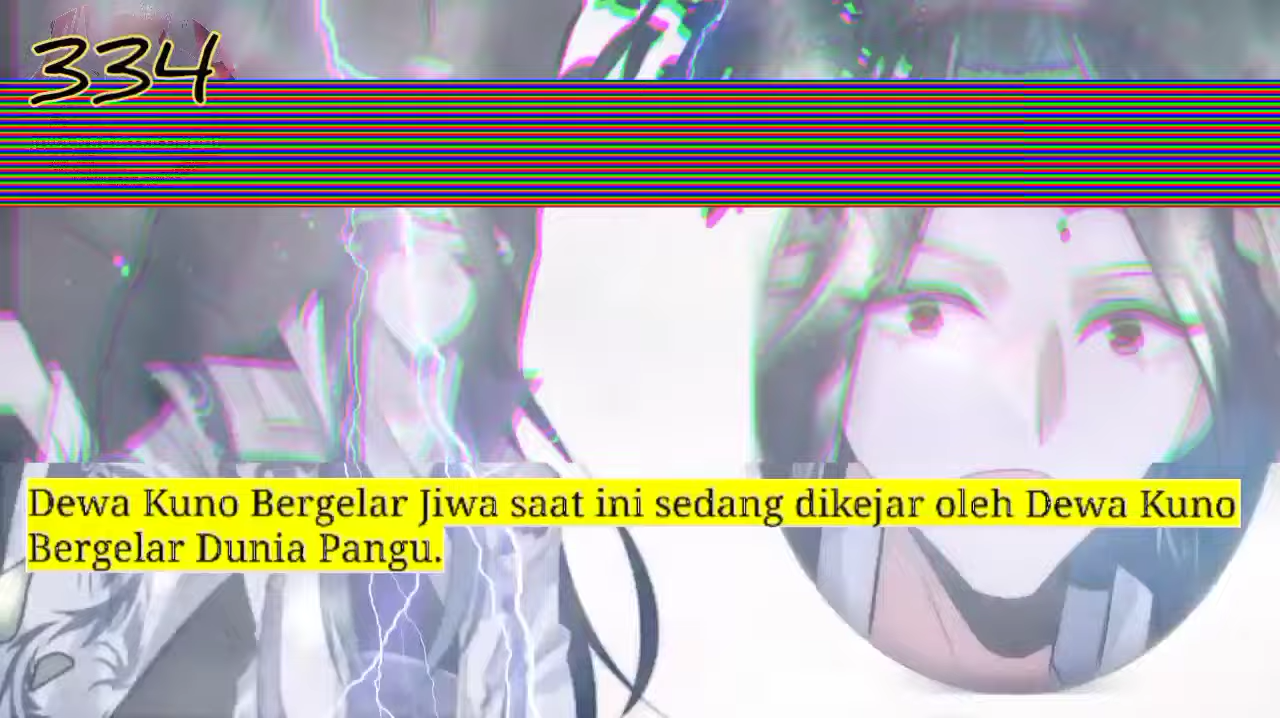 334
Dewa Kuno Bergelar Jiwa saat ini sedang dikejar oleh Dewa Kuno
Bergelar Dunia Pangu.